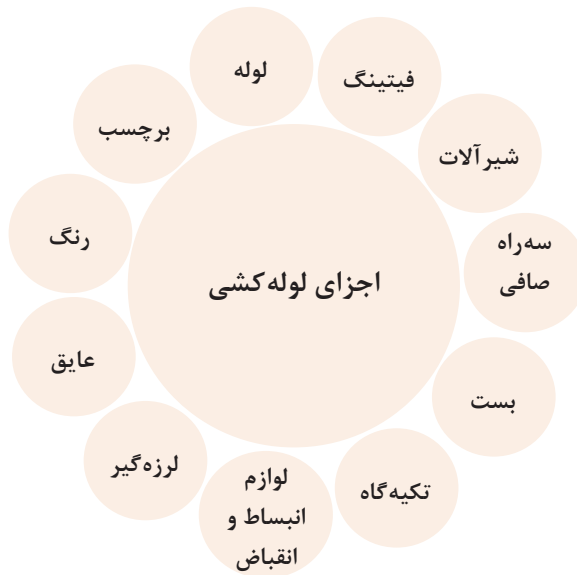 اجزای لوله‌کشی
لوله
فیتینگ
شیرآلات
سه‌راه
صافی
بست
تکیه‌گاه
لوازم
انبساط و
انقباض
لرزه‌گیر
عایق
رنگ
برچسب